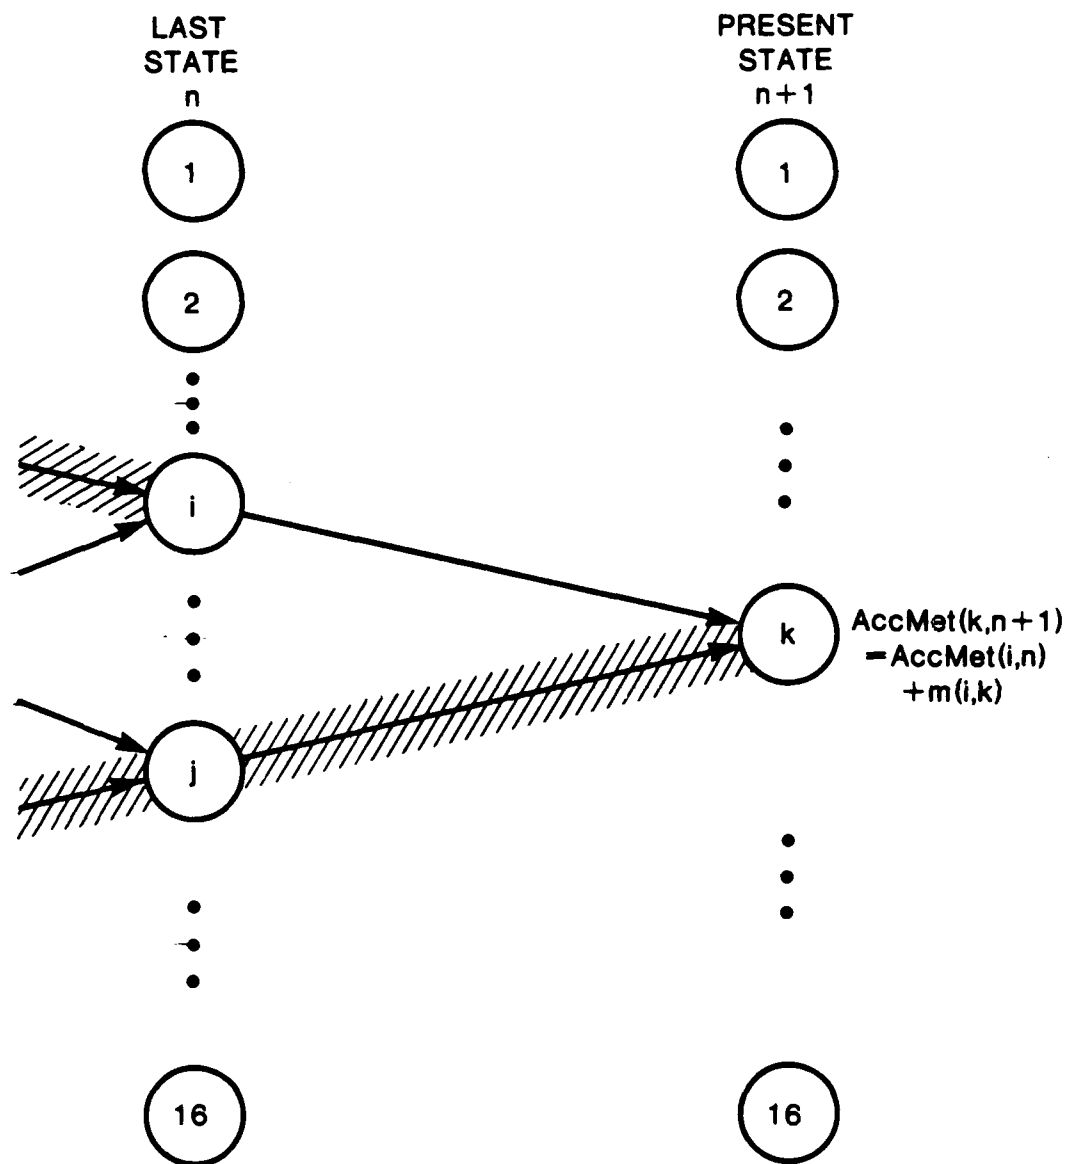 LAST
STATE
n
PRESENT
STATE
n+1
1
1
2
2
i
k
AccMet(k,n+1)
=AccMet(i,n)
+m(i,k)
j
16
16